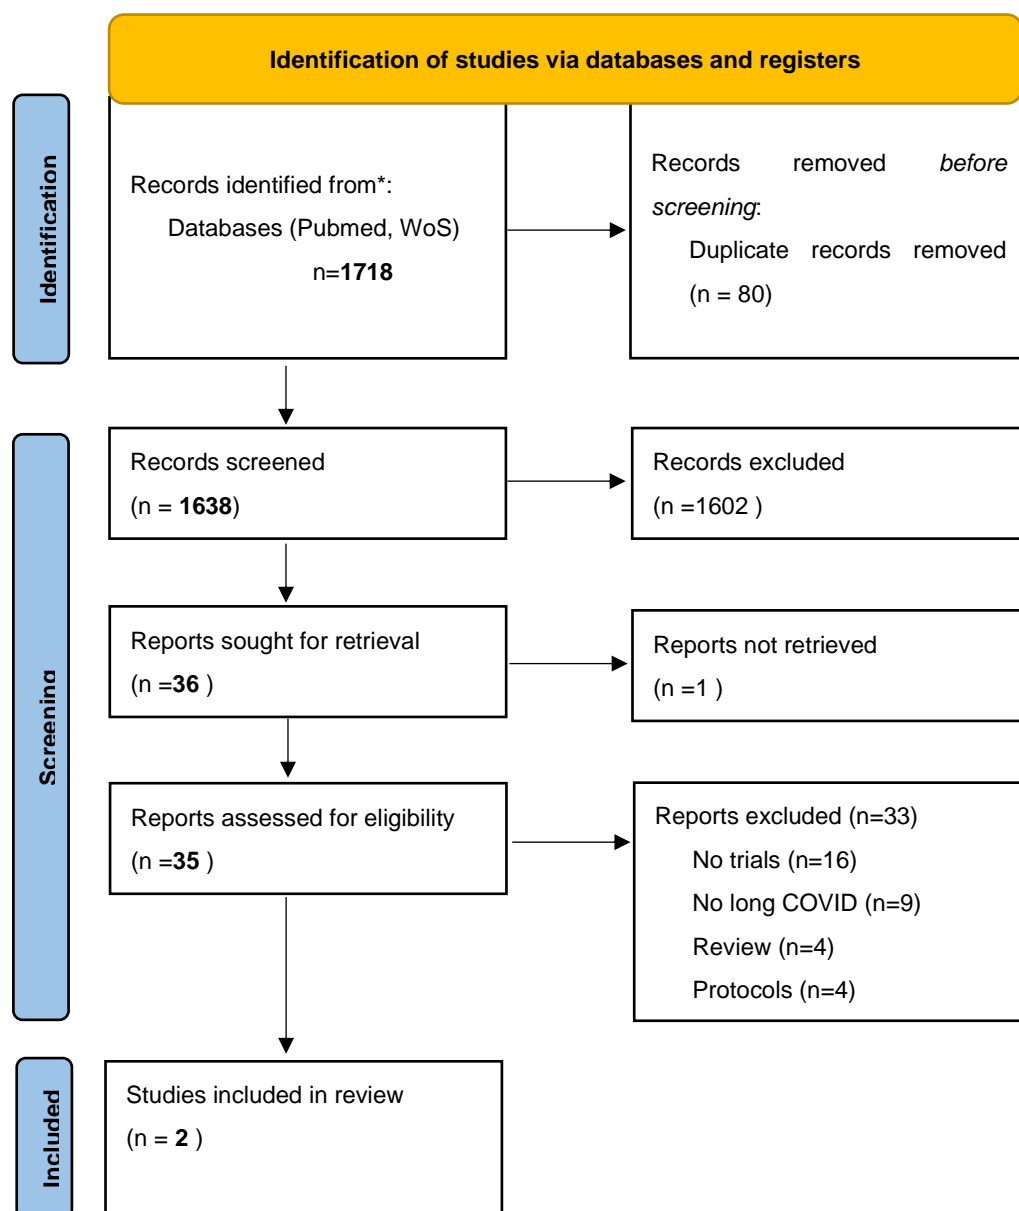 Identification of studies via databases and registers
Identification
Records identified from*:
Databases (Pubmed, WoS)
n=1718
Records removed before
screening:
Duplicate records removed
(n = 80)
Screening
Records screened
(n = 1638)
Records excluded
(n =1602 )
Reports sought for retrieval
(n =36 )
Reports not retrieved
(n =1 )
Reports assessed for eligibility
(n =35 )
Reports excluded (n=33)
No trials (n=16)
No long COVID (n=9)
Review (n=4)
Protocols (n=4)
Included
Studies included in review
(n = 2 )